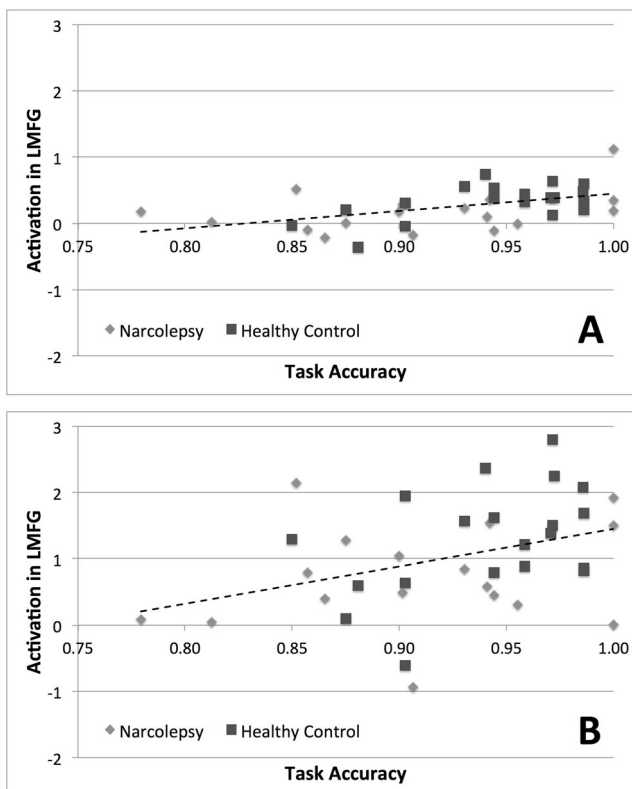 3
2
1
0
-1
-2
0.75 0.80 0.85 0.90 0.95 1.00
Activation in LMFG
Narcolepsy Healthy Control
A
Task Accuracy
3
2
1
0
-1
-2
0.75 0.80 0.85 0.90 0.95 1.00
Activation in LMFG
Narcolepsy Healthy Control
B
Task Accuracy